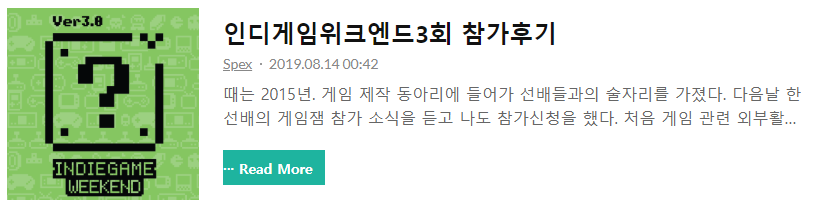 Ver3.0
?
INDIEGAME
WEEKEND
인디게임위크엔드3회 참가후기
Spex · 2019.08.14 00:42
때는 2015년. 게임 제작 동아리에 들어가 선배들과의 술자리를 가졌다. 다음날 한
선배의 게임잼 참가 소식을 듣고 나도 참가신청을 했다. 처음 게임 관련 외부활...
··· Read More